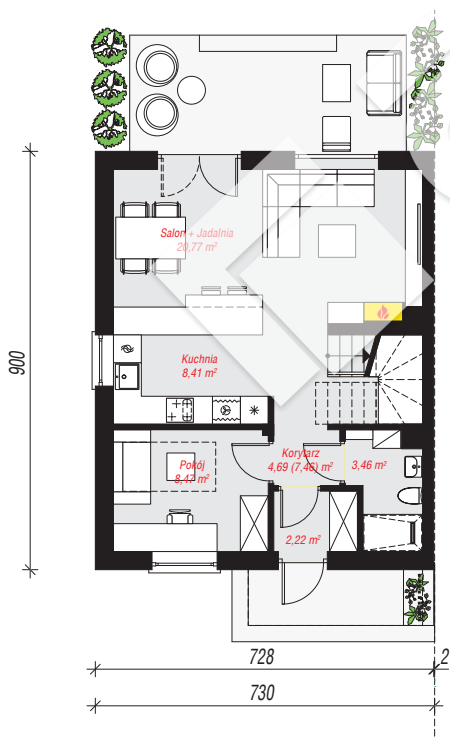 Salon + Jadalnia
20,77 m²
900
Kuchnia
8,41 m²
Pokój
8,47 m²
Korytarz
4,69 (7,46) m²
3,46 m²
2,22 m²
728
2
730